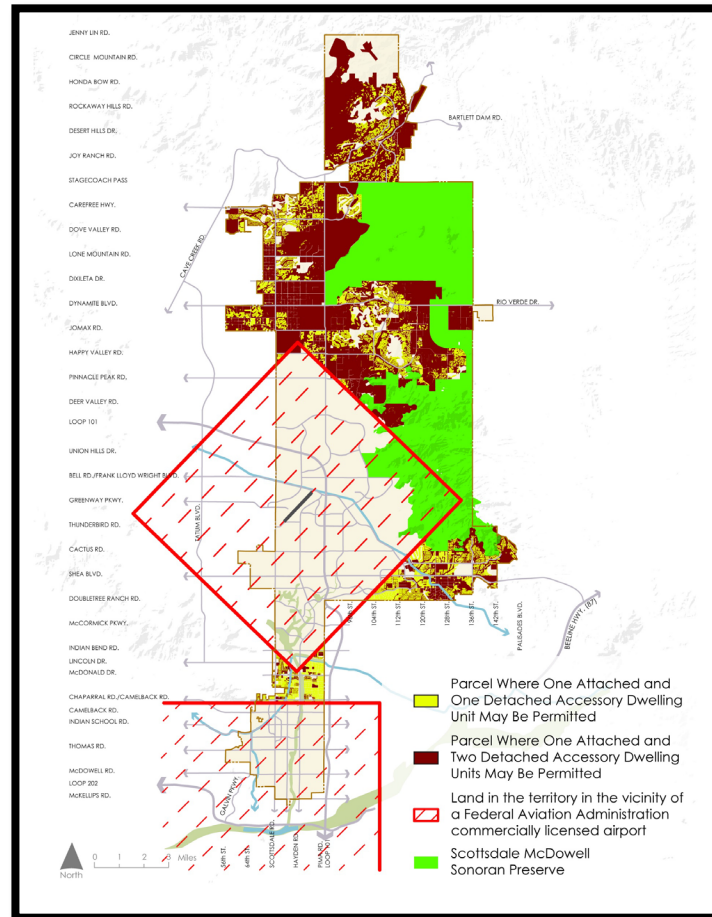 JENNY LIN RD.
CIRCLE MOUNTAIN RD.
HONDA BOW RD.
ROCKAWAY HILLS RD.
DESERT HILLS DR.
JOY RANCH RD.
STAGECOACH PASS
CAREFREE HWY.
DOVE VALLEY RD.
LONE MOUNTAIN RD.
DIXILETA DR.
DYNAMITE BLVD.
JOMAX RD.
HAPPY VALLEY RD.
PINNACLE PEAK RD.
DEER VALLEY RD.
LOOP 101
UNION HILLS DR.
BELL RD./FRANK LLOYD WRIGHT BLVD.
GREENWAY PKWY.
THUNDERBIRD RD.
CACTUS RD.
SHEA BLVD.
DOUBLETREE RANCH RD.
McCORMICK PKWY.
INDIAN BEND RD.
LINCOLN DR.
McDONALD DR.
CHAPARRAL RD./CAMELBACK RD.
CAMELBACK RD.
INDIAN SCHOOL RD.
THOMAS RD.
McDOWELL RD.
LOOP 202
McKELLIPS RD.
BARTLETT DAM RD.
CAVE CREEK RD.
RIO VERDE DR.
TATUM BLVD.
104th ST.
112th ST.
120th ST.
128th ST.
136th ST.
142th ST.
PALISADES BLVD.
BEELINE HWY. (87)
GALVIN PKWY.
56th ST.
64th ST.
SCOTTSDALE RD.
HAYDEN RD.
PIMA RD.
LOOP 101
Parcel Where One Attached and
One Detached Accessory Dwelling
Unit May Be Permitted
Parcel Where One Attached and
Two Detached Accessory Dwelling
Units May Be Permitted
Land in the territory in the vicinity of
a Federal Aviation Administration
commercially licensed airport
Scottsdale McDowell
Sonoran Preserve
North
0 2 3 Miles